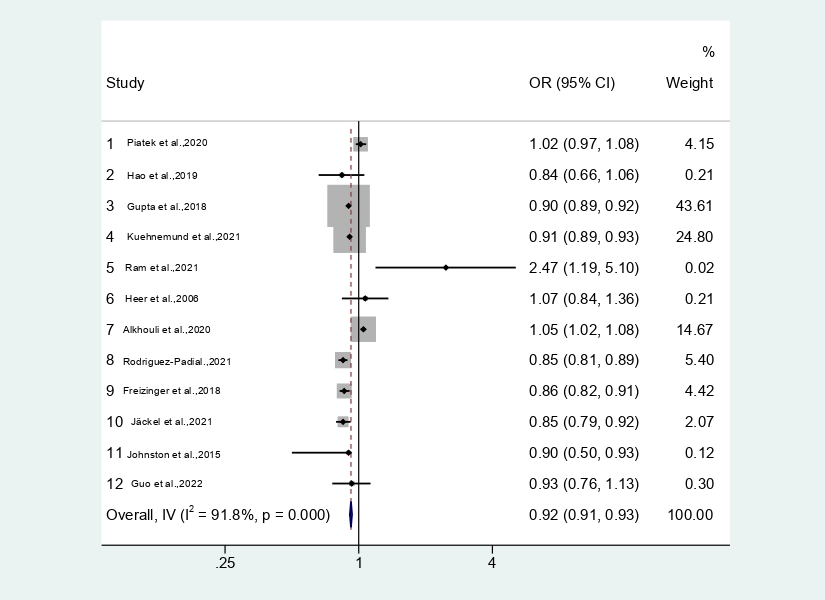 %
Study OR (95% CI) Weight
1 Piatek et al.,2020 1.02 (0.97, 1.08) 4.15
2 Hao et al.,2019 0.84 (0.66, 1.06) 0.21
3 Gupta et al.,2018 0.90 (0.89, 0.92) 43.61
4 Kuehnemund et al.,2021 0.91 (0.89, 0.93) 24.80
5 Ram et al.,2021 2.47 (1.19, 5.10) 0.02
6 Heer et al.,2006 1.07 (0.84, 1.36) 0.21
7 Alkhouli et al.,2020 1.05 (1.02, 1.08) 14.67
8 Rodriguez-Padial.,2021 0.85 (0.81, 0.89) 5.40
9 Freizinger et al.,2018 0.86 (0.82, 0.91) 4.42
10 Jäckel et al.,2021 0.85 (0.79, 0.92) 2.07
11 Johnston et al.,2015 0.90 (0.50, 0.93) 0.12
12 Guo et al.,2022 0.93 (0.76, 1.13) 0.30
Overall, IV (I² = 91.8%, p = 0.000) 0.92 (0.91, 0.93) 100.00
.25 1 4